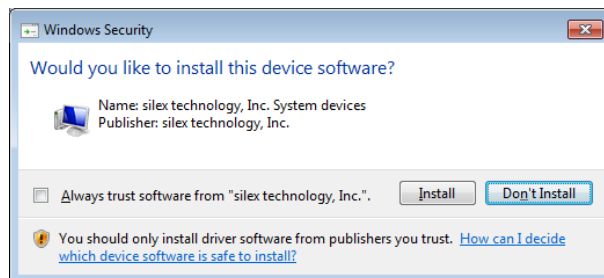 Windows Security
Would you like to install this device software?
Name: silex technology, Inc. System devices
Publisher: silex technology, Inc.
Always trust software from "silex technology, Inc.".
Install
Don't Install
You should only install driver software from publishers you trust. How can I decide
which device software is safe to install?